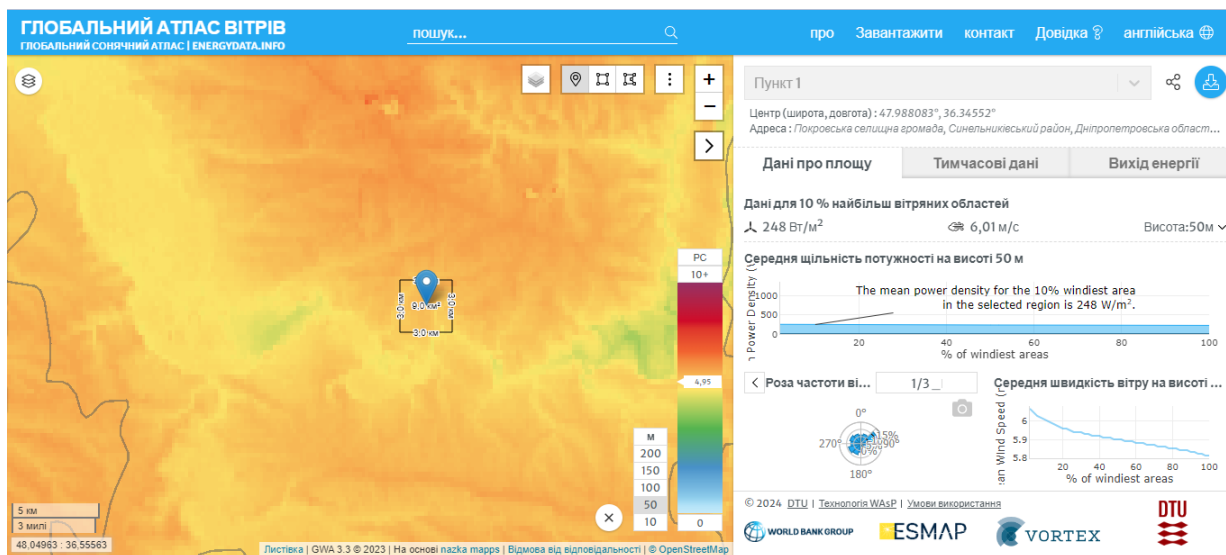 ГЛОБАЛЬНИЙ АТЛАС ВІТРІВ
ГЛОБАЛЬНИЙ СОНЯЧНИЙ АТЛАС | ENERGYDATA.INFO
пошук...
про Завантажити контакт Довідка англійська
Пункт 1
Центр (широта, довгота) : 47.988083°, 36.34552°
Адреса : Покровська селищна громада, Синельниківський район, Дніпропетровська област...
Дані про площу Тимчасові дані Вихід енергії
Дані для 10 % найбільш вітряних областей
248 Вт/м² 6,01 м/с Висота:50м
Середня щільність потужності на висоті 50 м
The mean power density for the 10% windiest area
in the selected region is 248 W/m².
1000
500
0
20 40 60 80 100
% of windiest areas
Роза частоти ві... 1/3 Середня швидкість вітру на висоті ...
0°
270°
180°
6
5.9
5.8
20 40 60 80 100
% of windiest areas
© 2024 DTU | Технологія WAsP | Умови використання
WORLD BANK GROUP ESMAP VORTEX DTU
3.0 км
9.0 км²
3.0 км
3.0 км
РС
10+
4,95
0
М
200
150
100
50
10
5 км
3 милі
48,04963 : 36,55563
Листівка | GWA 3.3 © 2023 | На основі nazka mapps | Відмова від відповідальності | © OpenStreetMap